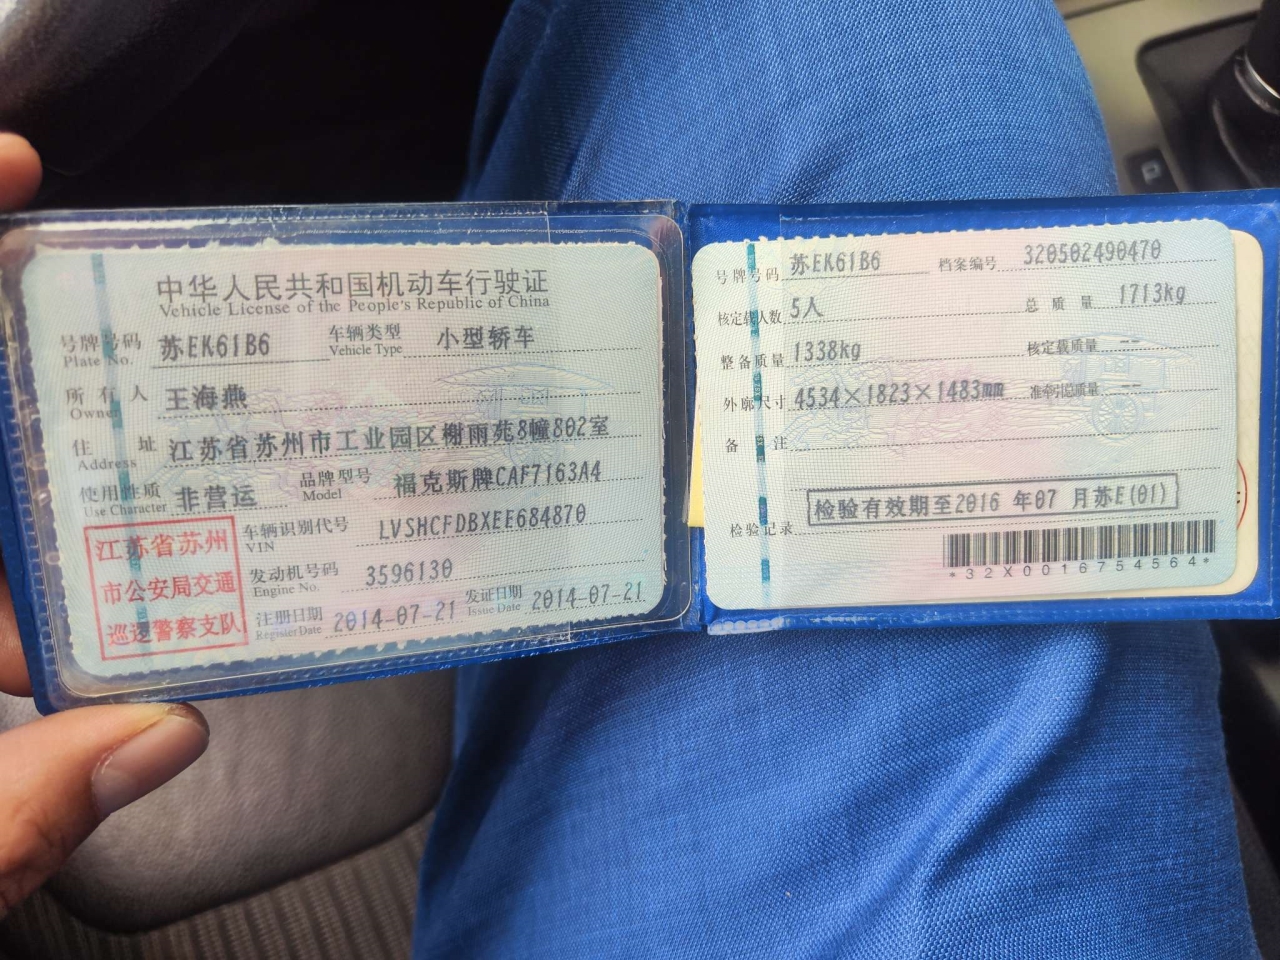 中华人民共和国机动车行驶证
Vehicle License of the People's Republic of China
号牌号码 苏EK61B6 车辆类型 小型轿车
Plate No. Vehicle Type
所有人 王海燕
Owner
住址 江苏省苏州市工业园区榭雨苑8幢802室
Address
使用性质 非营运 品牌型号 福克斯牌CAF7163A4
Use Character Model
江苏省苏州
市公安局交通
巡逻警察支队
车辆识别代号 LVSHCFDBXEE684870
VIN
发动机号码 3596130
Engine No.
注册日期 2014-07-21 发证日期 2014-07-21
Register Date Issue Date
号牌号码 苏EK61B6 档案编号 320502490470
核定载人数 5人 总质量 1713kg
整备质量 1338kg 核定载质量 --
外廓尺寸 4534×1823×1483mm 准牵引总质量 --
备注
检验有效期至2016 年07 月苏E(01)
检验记录
*32X0016754564*